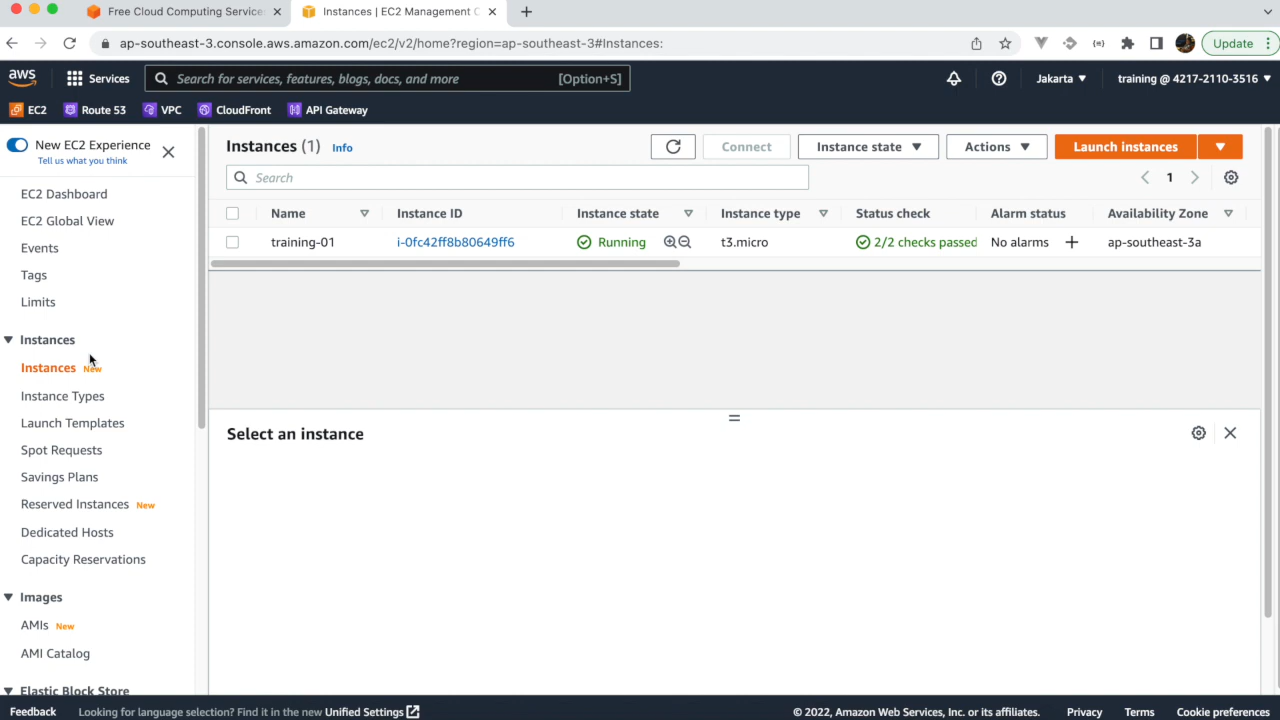 Free Cloud Computing Services
Instances | EC2 Management C
ap-southeast-3.console.aws.amazon.com/ec2/v2/home?region=ap-southeast-3#Instances:
Update
aws
Services
Search for services, features, blogs, docs, and more
[Option+S]
Jakarta ▼
training @ 4217-2110-3516 ▼
EC2
Route 53
VPC
CloudFront
API Gateway
New EC2 Experience
Tell us what you think
EC2 Dashboard
EC2 Global View
Events
Tags
Limits
Instances
Instances New
Instance Types
Launch Templates
Spot Requests
Savings Plans
Reserved Instances New
Dedicated Hosts
Capacity Reservations
Images
AMIs New
AMI Catalog
Elastic Block Store
Instances (1) Info
Connect
Instance state ▼
Actions ▼
Launch instances ▼
Search
1
Name Instance ID Instance state Instance type Status check Alarm status Availability Zone
training-01 i-0fc42ff8b80649ff6 Running t3.micro 2/2 checks passed No alarms + ap-southeast-3a
Select an instance
Feedback
Looking for language selection? Find it in the new Unified Settings
© 2022, Amazon Web Services, Inc. or its affiliates.
Privacy
Terms
Cookie preferences